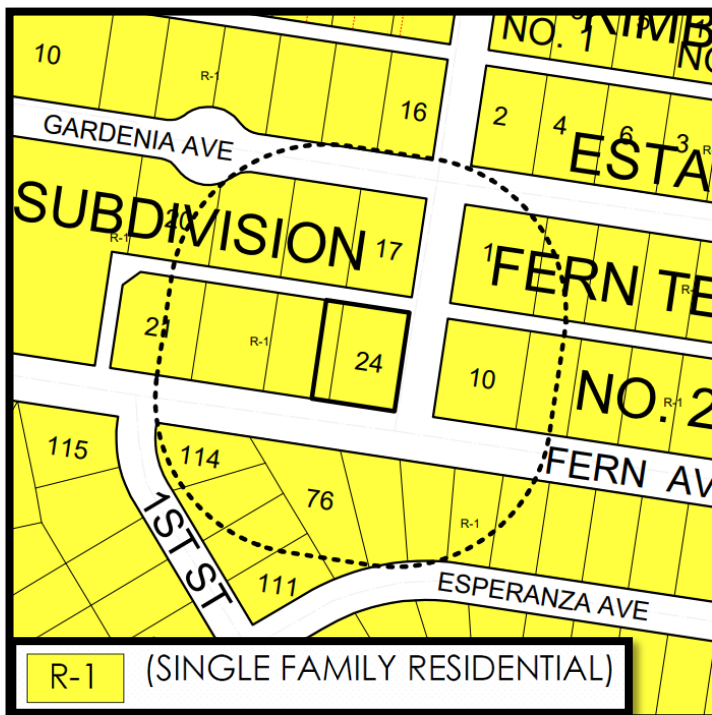 NO. 1
10
R-1
16
2
4
6
3
GARDENIA AVE
ESTA
SUBDIVISION
20
R-1
17
1
FERN TE
R-1
21
R-1
24
10
NO. 2
R-1
115
114
76
FERN AV
R-1
1ST ST
111
ESPERANZA AVE
R-1 (SINGLE FAMILY RESIDENTIAL)